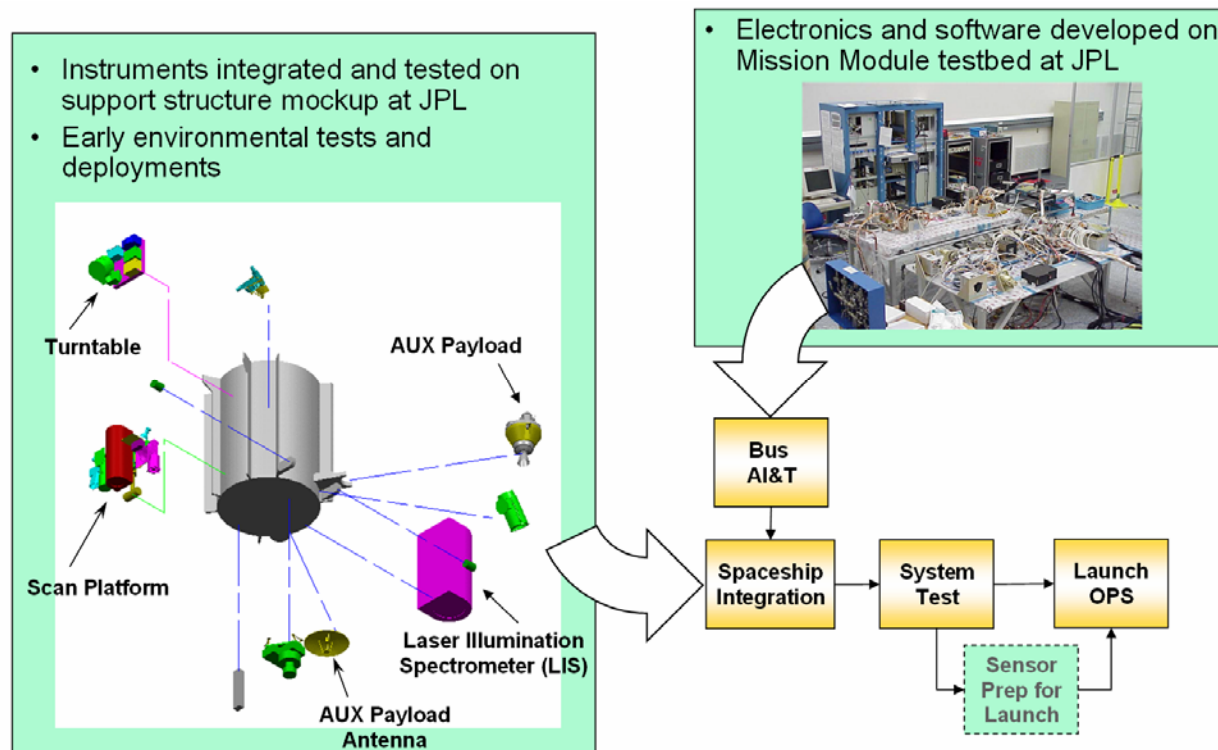 • Instruments integrated and tested on
support structure mockup at JPL
• Early environmental tests and
deployments
Turntable
AUX Payload
Scan Platform
Laser Illumination
Spectrometer (LIS)
AUX Payload
Antenna
• Electronics and software developed on
Mission Module testbed at JPL
Bus
AI&T
Spaceship
Integration
System
Test
Launch
OPS
Sensor
Prep for
Launch